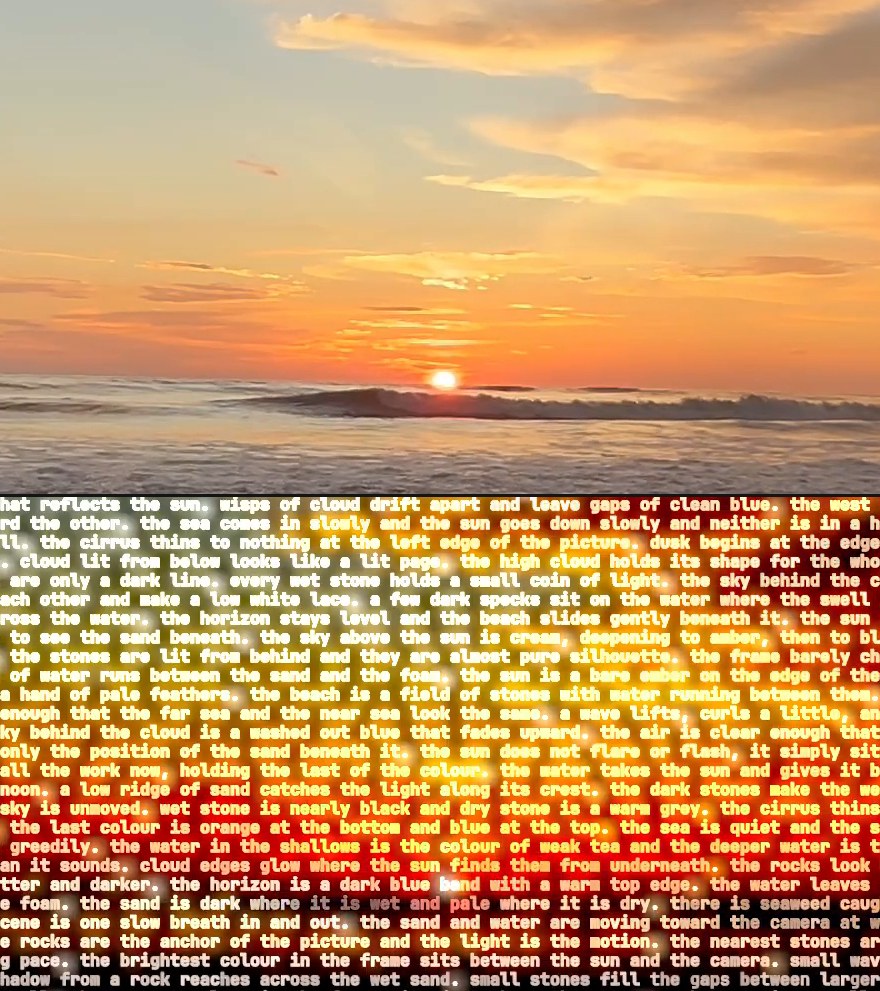 hat reflects the sun. wisps of cloud drift apart and leave gaps of clean blue. the west
rd the other. the sea comes in slowly and the sun goes down slowly and neither is in a h
ll. the cirrus thins to nothing at the left edge of the picture. dusk begins at the edge
. cloud lit from below looks like a lit page. the high cloud holds its shape for the who
are only a dark line. every wet stone holds a small coin of light. the sky behind the c
ach other and make a low white lace. a few dark specks sit on the water where the swell
ross the water. the horizon stays level and the beach slides gently beneath it. the sun
to see the sand beneath. the sky above the sun is cream, deepening to amber, then to bl
the stones are lit from behind and they are almost pure silhouette. the frame barely ch
of water runs between the sand and the foam. the sun is a bare ember on the edge of the
a hand of pale feathers. the beach is a field of stones with water running between them.
enough that the far sea and the near sea look the same. a wave lifts, curls a little, an
ky behind the cloud is a washed out blue that fades upward. the air is clear enough that
only the position of the sand beneath it. the sun does not flare or flash, it simply sit
all the work now, holding the last of the colour. the water takes the sun and gives it b
noon. a low ridge of sand catches the light along its crest. the dark stones make the we
sky is unmoved. wet stone is nearly black and dry stone is a warm grey. the cirrus thins
the last colour is orange at the bottom and blue at the top. the sea is quiet and the s
greedily. the water in the shallows is the colour of weak tea and the deeper water is t
an it sounds. cloud edges glow where the sun finds them from underneath. the rocks look
tter and darker. the horizon is a dark blue band with a warm top edge. the water leaves
e foam. the sand is dark where it is wet and pale where it is dry. there is seaweed caug
cene is one slow breath in and out. the sand and water are moving toward the camera at w
e rocks are the anchor of the picture and the light is the motion. the nearest stones ar
g pace. the brightest colour in the frame sits between the sun and the camera. small wav
hadow from a rock reaches across the wet sand. small stones fill the gaps between larger